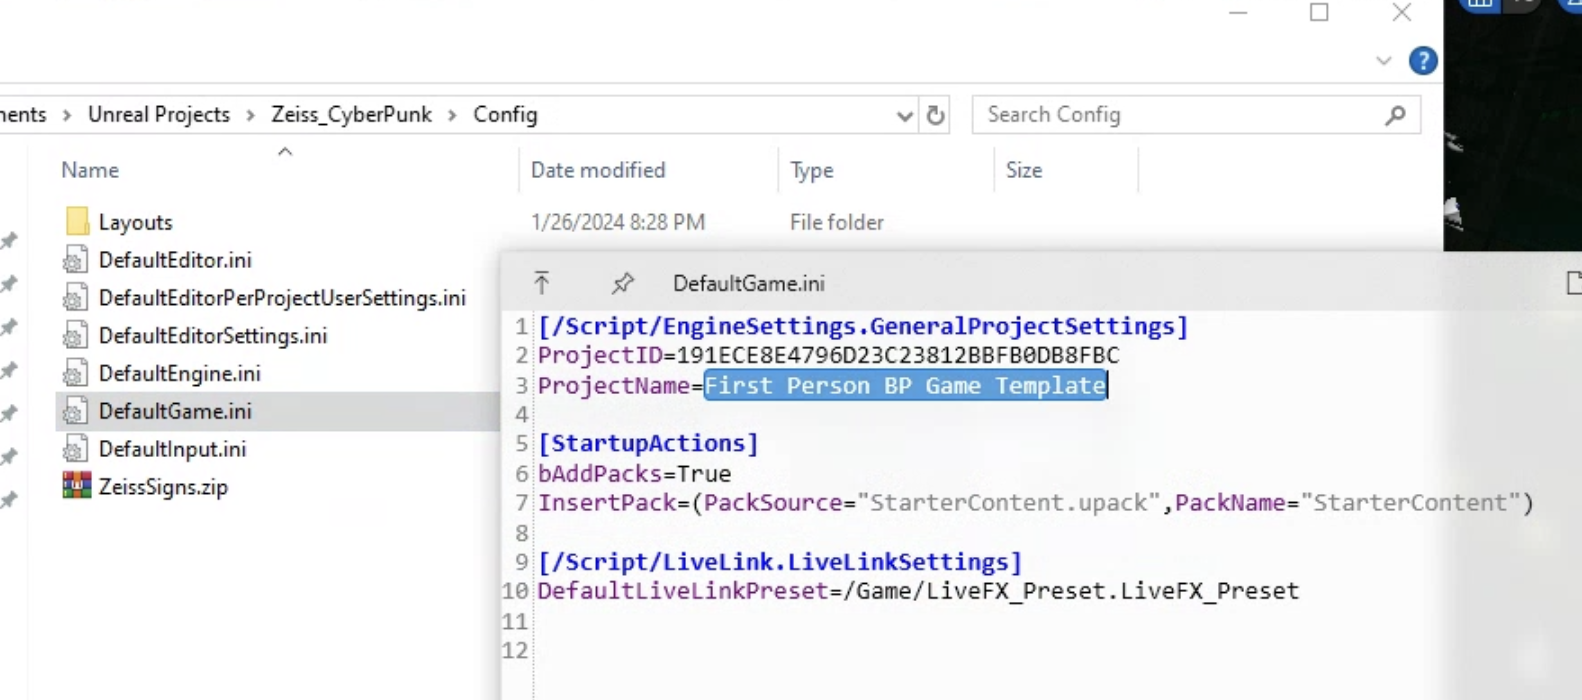 ments > Unreal Projects > Zeiss_CyberPunk > Config
Search Config
Name Date modified Type Size
Layouts 1/26/2024 8:28 PM File folder
DefaultEditor.ini
DefaultEditorPerProjectUserSettings.ini
DefaultEditorSettings.ini
DefaultEngine.ini
DefaultGame.ini
DefaultInput.ini
ZeissSigns.zip
DefaultGame.ini
1 [/Script/EngineSettings.GeneralProjectSettings]
2 ProjectID=191ECE8E4796D23C23812BBFB0DB8FBC
3 ProjectName=First Person BP Game Template
4
5 [StartupActions]
6 bAddPacks=True
7 InsertPack=(PackSource="StarterContent.upack",PackName="StarterContent")
8
9 [/Script/LiveLink.LiveLinkSettings]
10 DefaultLiveLinkPreset=/Game/LiveFX_Preset.LiveFX_Preset
11
12